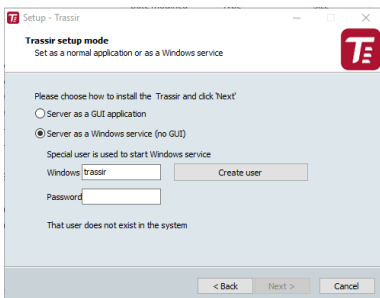 Setup - Trassir
Trassir setup mode
Set as a normal application or as a Windows service
Please choose how to install the Trassir and click 'Next'
Server as a GUI application
Server as a Windows service (no GUI)
Special user is used to start Windows service
Windows trassir Create user
Password
That user does not exist in the system
< Back Next > Cancel